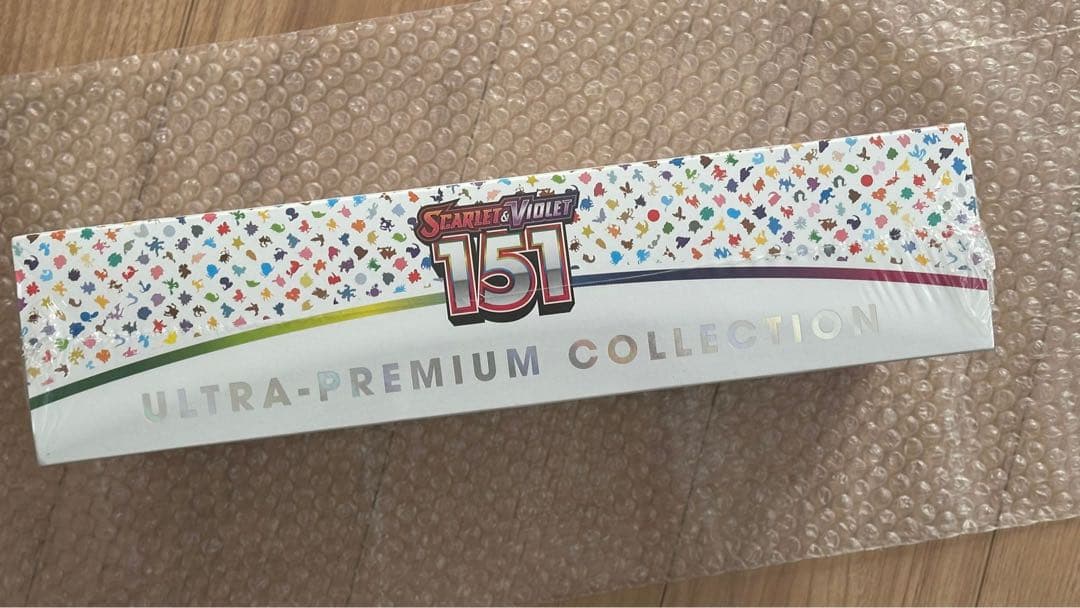 SCARLET & VIOLET
151
ULTRA-PREMIUM COLLECTION